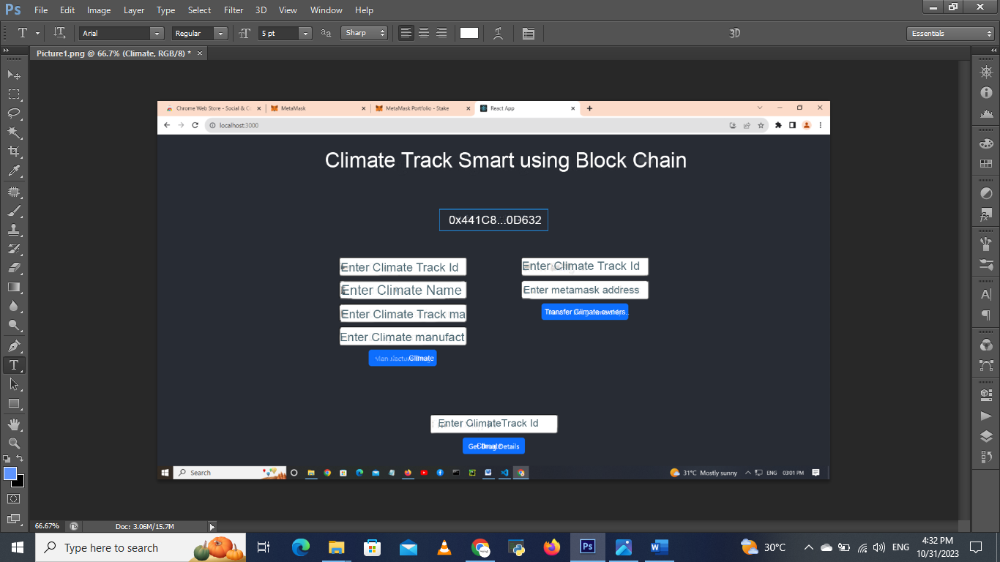 Ps File Edit Image Layer Type Select Filter 3D View Window Help
T Arial Regular 5 pt Sharp 3D Essentials
Picture1.png @ 66.7% (Climate, RGB/8) * ×
Chrome Web Store - Social & C MetaMask MetaMask Portfolio - Stake React App
localhost:3000
Climate Track Smart using Block Chain
0x441C8...0D632
Enter Climate Track Id Enter Climate Track Id
Enter Climate Name Enter metamask address
Enter Climate Track ma Transfer Climate owners..
Enter Climate manufact
Climate
Enter ClimateTrack Id
Get Climate Details
Search 31°C Mostly sunny ENG 03:01 PM
66.67% Doc: 3.06M/15.7M
Type here to search Ps 30°C ENG 4:32 PM
10/31/2023